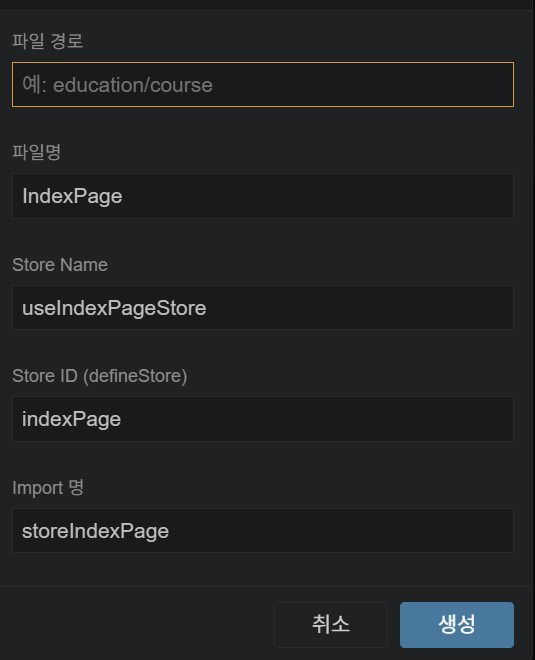 파일 경로
예: education/course
파일명
IndexPage
Store Name
useIndexPageStore
Store ID (defineStore)
indexPage
Import 명
storeIndexPage
취소
생성